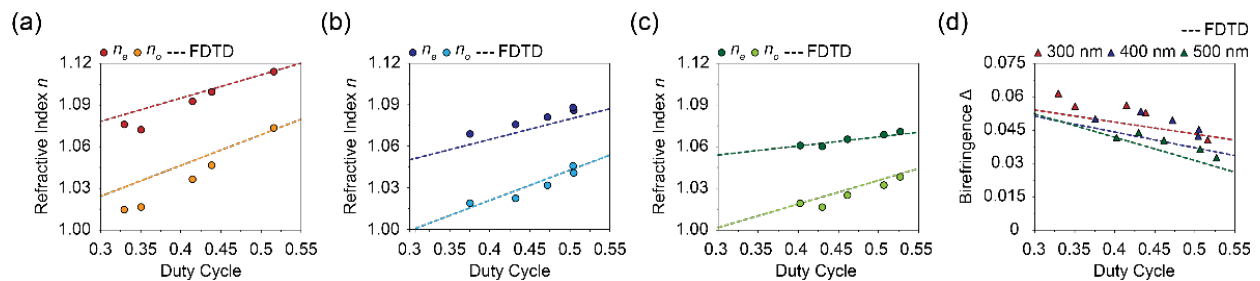 (a)
n_e n_o FDTD
Refractive Index n
1.12
1.09
1.06
1.03
1.00
0.3 0.35 0.4 0.45 0.5 0.55
Duty Cycle
(b)
n_e n_o FDTD
Refractive Index n
1.12
1.09
1.06
1.03
1.00
0.3 0.35 0.4 0.45 0.5 0.55
Duty Cycle
(c)
n_e n_o FDTD
Refractive Index n
1.12
1.09
1.06
1.03
1.00
0.3 0.35 0.4 0.45 0.5 0.55
Duty Cycle
(d)
FDTD
300 nm 400 nm 500 nm
Birefringence Δ
0.075
0.06
0.045
0.03
0.015
0
0.3 0.35 0.4 0.45 0.5 0.55
Duty Cycle